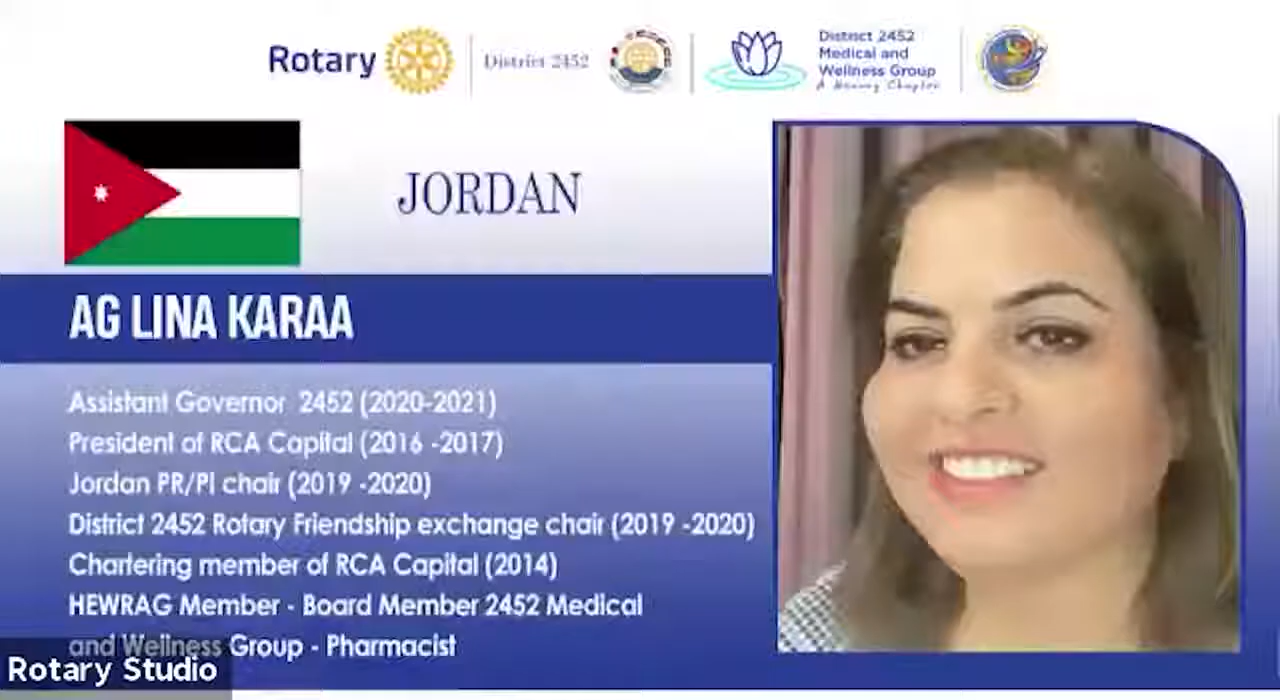 Rotary
District 2452
District 2452
Medical and
Wellness Group
JORDAN
AG LINA KARAA
Assistant Governor 2452 (2020-2021)
President of RCA Capital (2016 -2017)
Jordan PR/PI chair (2019 -2020)
District 2452 Rotary Friendship exchange chair (2019 -2020)
Chartering member of RCA Capital (2014)
HEWRAG Member - Board Member 2452 Medical
and Wellness Group - Pharmacist
Rotary Studio